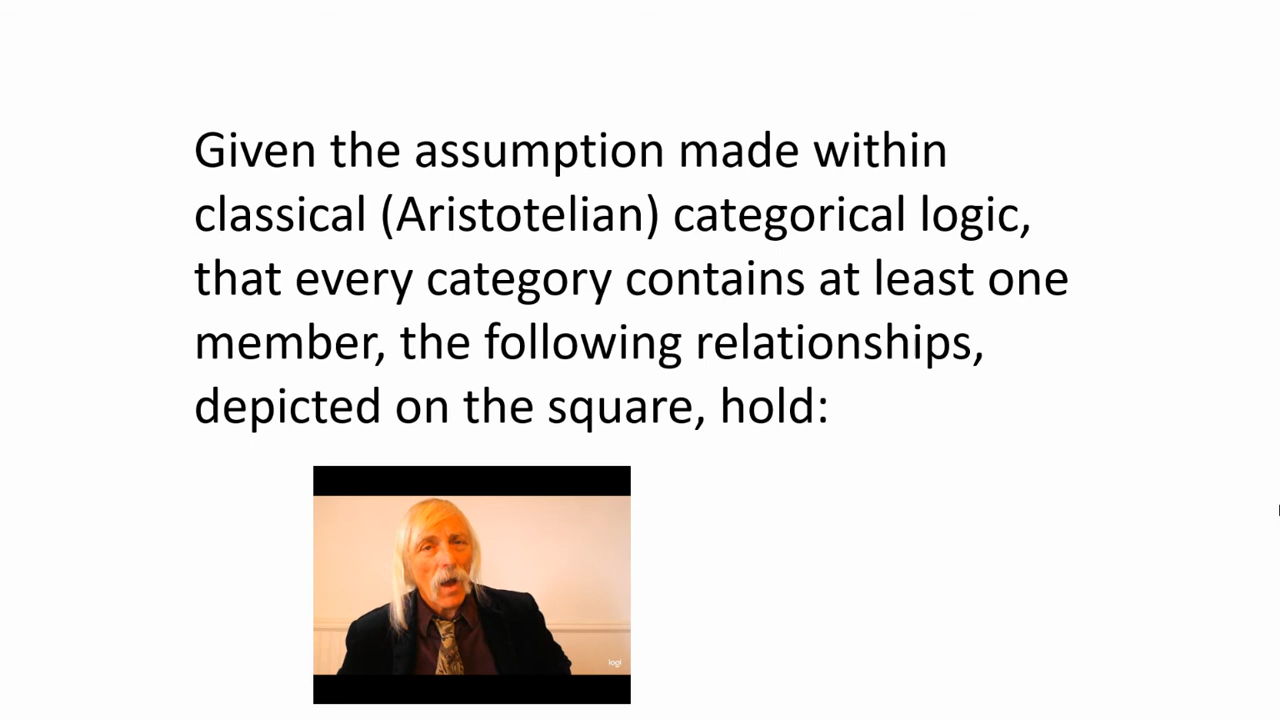 Given the assumption made within
classical (Aristotelian) categorical logic,
that every category contains at least one
member, the following relationships,
depicted on the square, hold:
logi